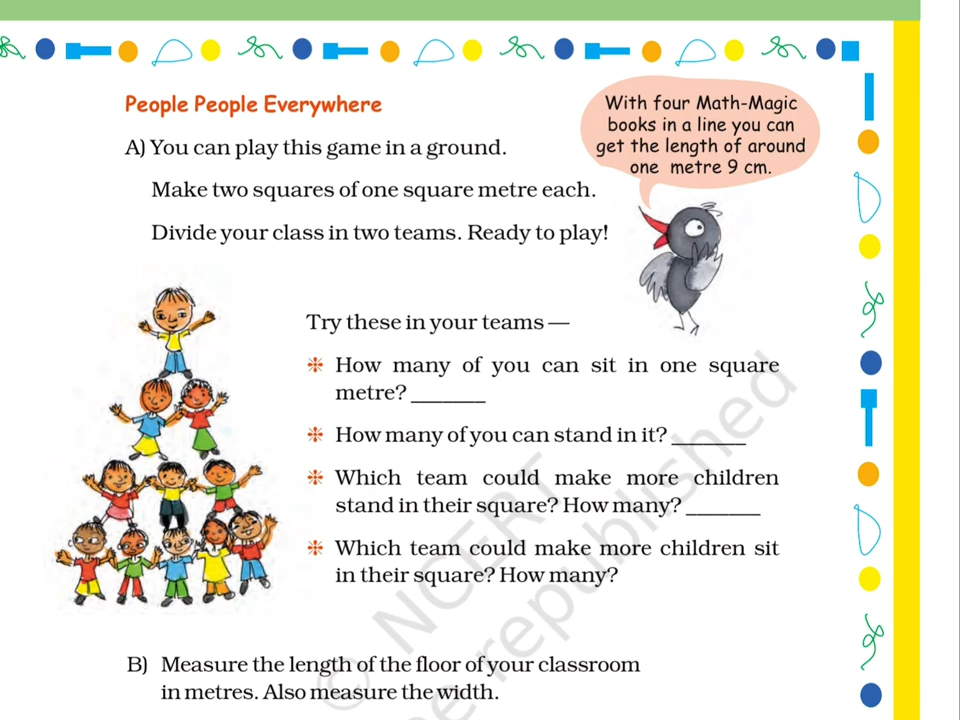 People People Everywhere
With four Math-Magic
books in a line you can
get the length of around
one metre 9 cm.
A) You can play this game in a ground.
Make two squares of one square metre each.
Divide your class in two teams. Ready to play!
Try these in your teams —
❉ How many of you can sit in one square
metre? _______
❉ How many of you can stand in it? _______
❉ Which team could make more children
stand in their square? How many? _______
❉ Which team could make more children sit
in their square? How many?
B) Measure the length of the floor of your classroom
in metres. Also measure the width.
© NCERT
be republished